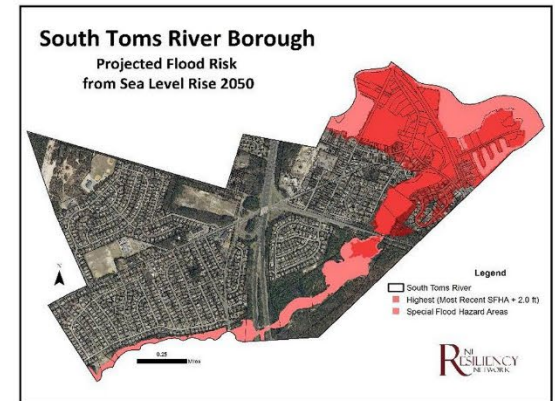 South Toms River Borough
Projected Flood Risk
from Sea Level Rise 2050
N
0.25
Miles
Legend
South Toms River
Highest (Most Recent SFHA + 2.0 ft)
Special Flood Hazard Areas
NJ
RESILIENCY
NETWORK